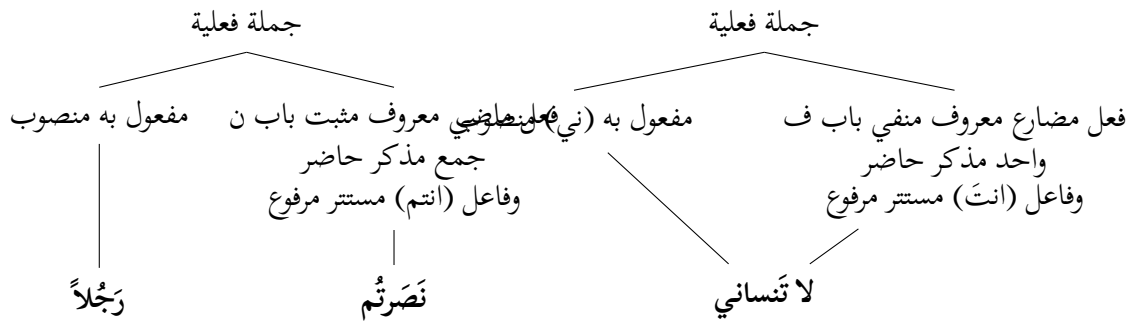 جملة فعلية
فعل مضارع معروف منفي باب ف
واحد مذكر حاضر
وفاعل (انتَ) مستتر مرفوع
مفعول به (ني) منصوب
لا تَنساني
جملة فعلية
فعل ماضي معروف مثبت باب ن
جمع مذكر حاضر
وفاعل (انتم) مستتر مرفوع
مفعول به منصوب
نَصَرتُم
رَجُلاً